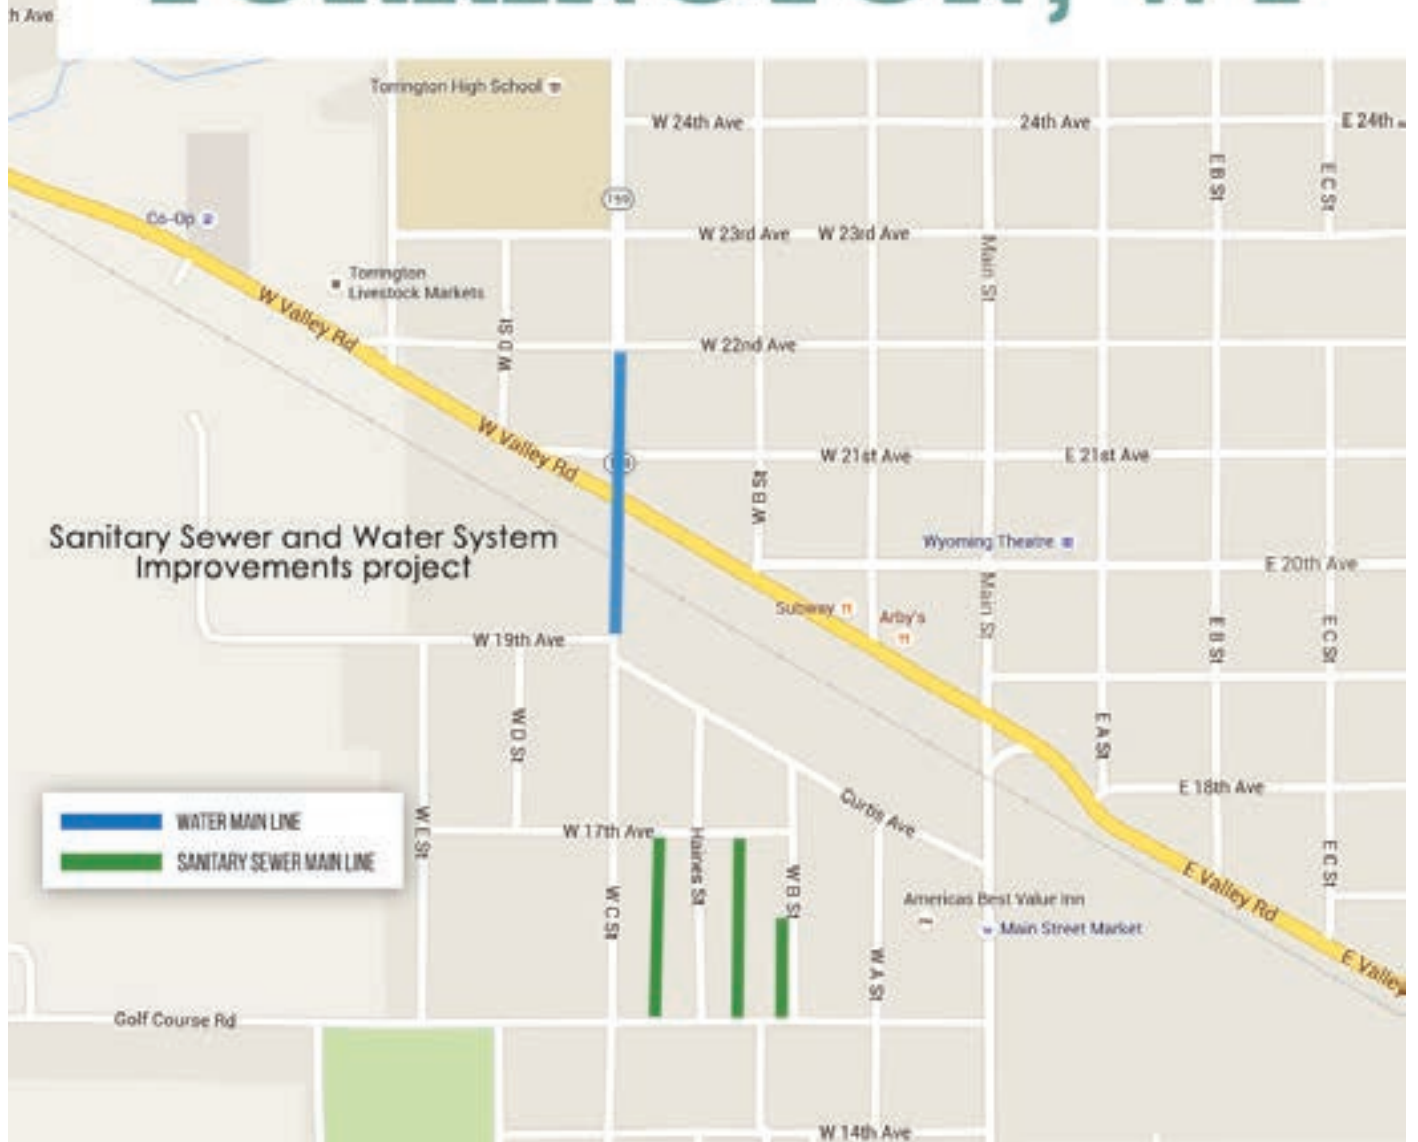 h Ave
Torrington High School
W 24th Ave
24th Ave
E 24th
E B St
E C St
159
Co-Op
W 23rd Ave
W 23rd Ave
Main St
Torrington
Livestock Markets
W Valley Rd
W D St
W 22nd Ave
W Valley Rd
W 21st Ave
E 21st Ave
W B St
Sanitary Sewer and Water System
Improvements project
Wyoming Theatre
E 20th Ave
Main St
Subway
Arby's
E B St
E C St
W 19th Ave
W D St
E A St
E 18th Ave
Curtis Ave
WATER MAIN LINE
SANITARY SEWER MAIN LINE
W E St
W 17th Ave
Haines St
W B St
W C St
E C St
E Valley Rd
Americas Best Value Inn
Main Street Market
W A St
E Valley
Golf Course Rd
W 14th Ave